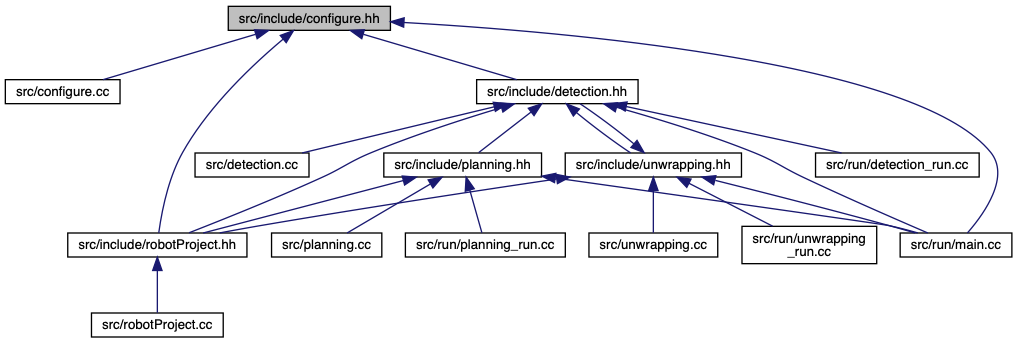 src/include/configure.hh
src/configure.cc
src/include/detection.hh
src/detection.cc
src/include/planning.hh
src/include/unwrapping.hh
src/run/detection_run.cc
src/include/robotProject.hh
src/planning.cc
src/run/planning_run.cc
src/unwrapping.cc
src/run/unwrapping
_run.cc
src/run/main.cc
src/robotProject.cc